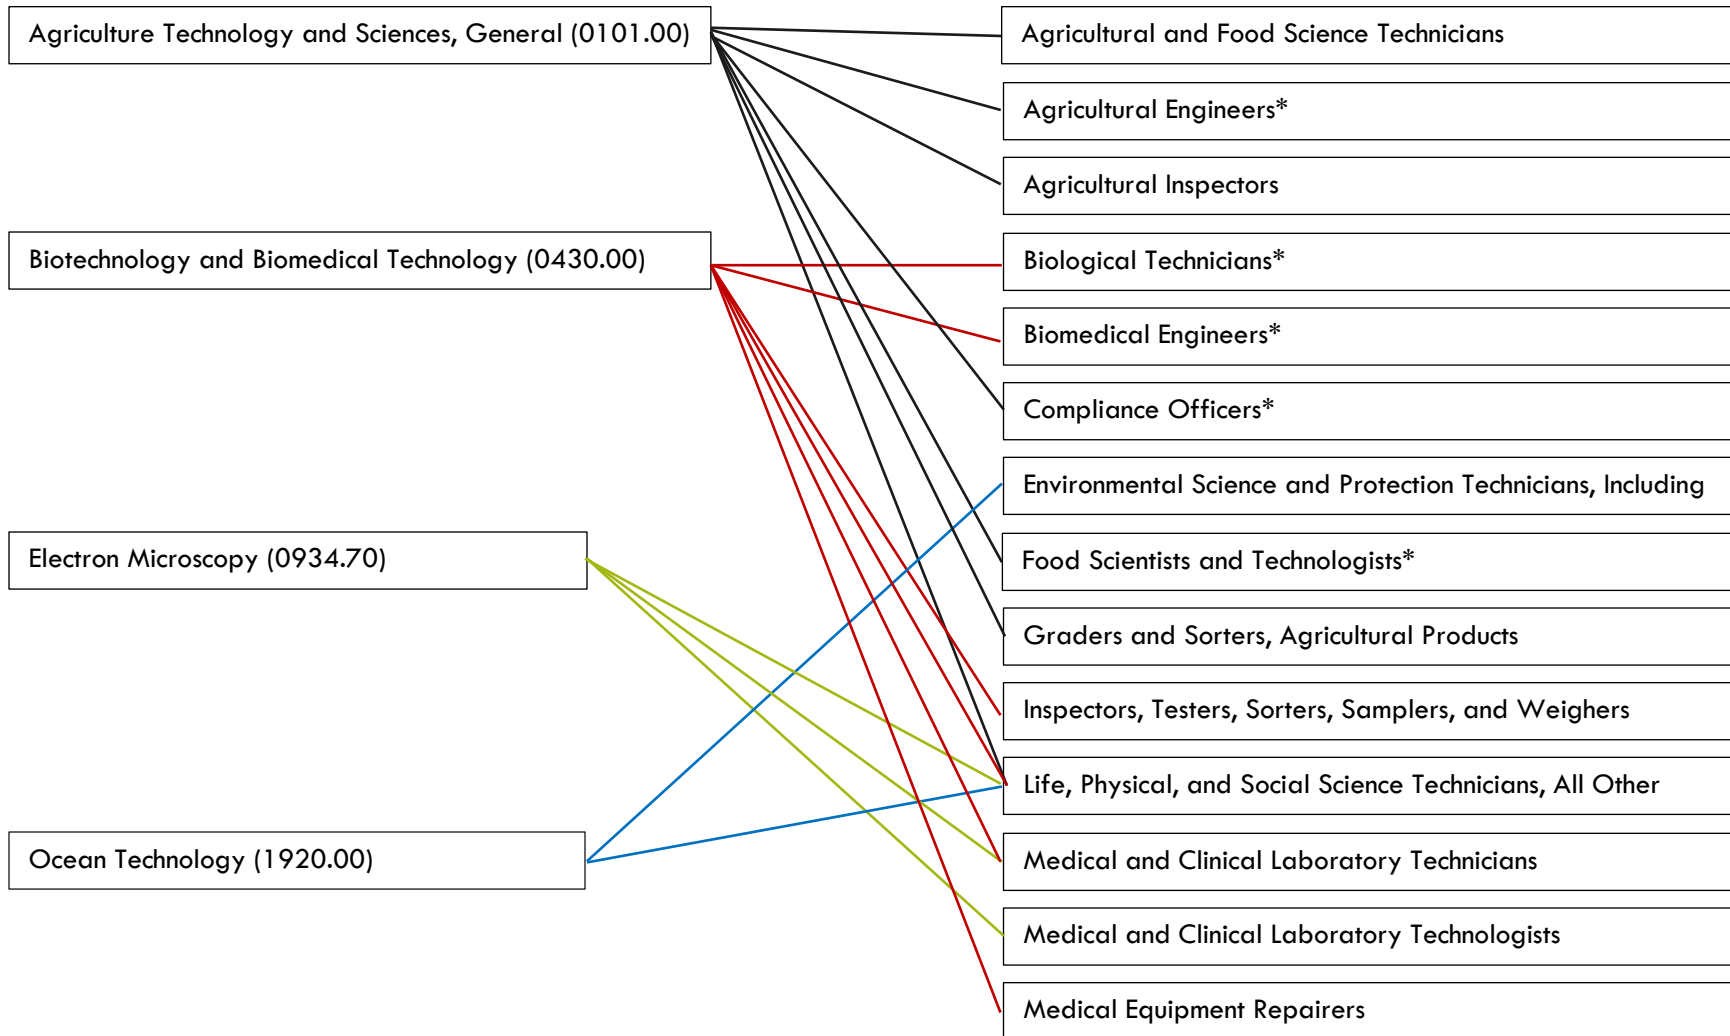 Agriculture Technology and Sciences, General (0101.00)
Biotechnology and Biomedical Technology (0430.00)
Electron Microscopy (0934.70)
Ocean Technology (1920.00)
Agricultural and Food Science Technicians
Agricultural Engineers*
Agricultural Inspectors
Biological Technicians*
Biomedical Engineers*
Compliance Officers*
Environmental Science and Protection Technicians, Including
Food Scientists and Technologists*
Graders and Sorters, Agricultural Products
Inspectors, Testers, Sorters, Samplers, and Weighers
Life, Physical, and Social Science Technicians, All Other
Medical and Clinical Laboratory Technicians
Medical and Clinical Laboratory Technologists
Medical Equipment Repairers